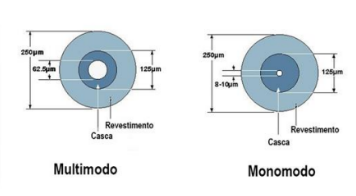 250µm
62.5µm
125µm
Revestimento
Casca
Multimodo
250µm
8-10µm
125µm
Revestimento
Casca
Monomodo